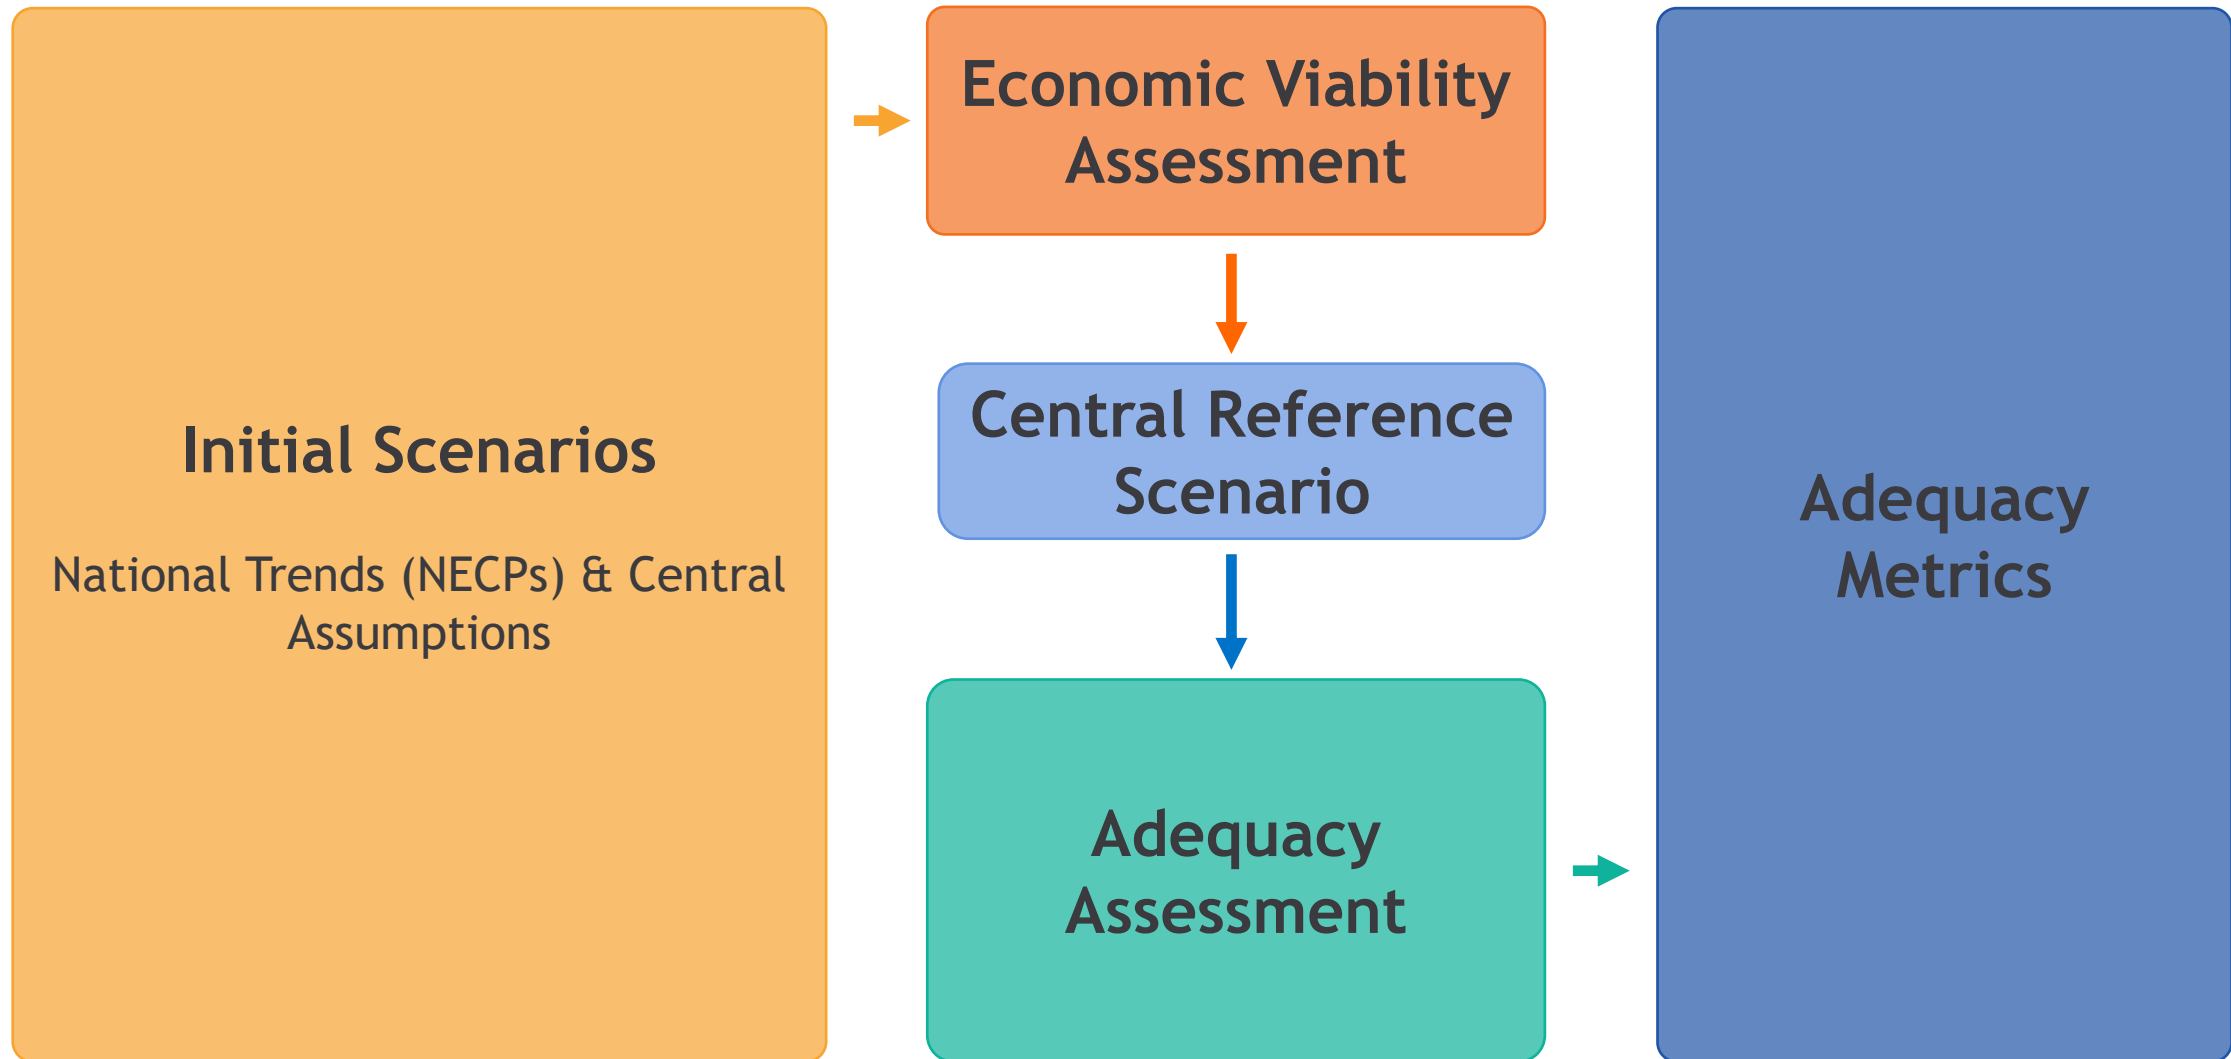 Initial Scenarios
National Trends (NECPs) & Central
Assumptions
Economic Viability
Assessment
Central Reference
Scenario
Adequacy
Assessment
Adequacy
Metrics